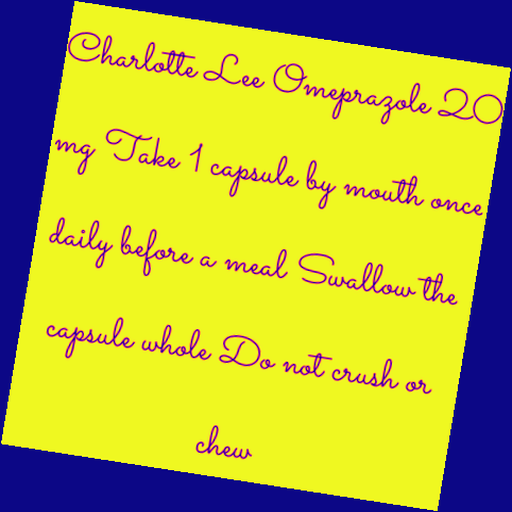 Charlotte Lee Omeprazole 20
mg Take 1 capsule by mouth once
daily before a meal Swallow the
capsule whole Do not crush or
chew